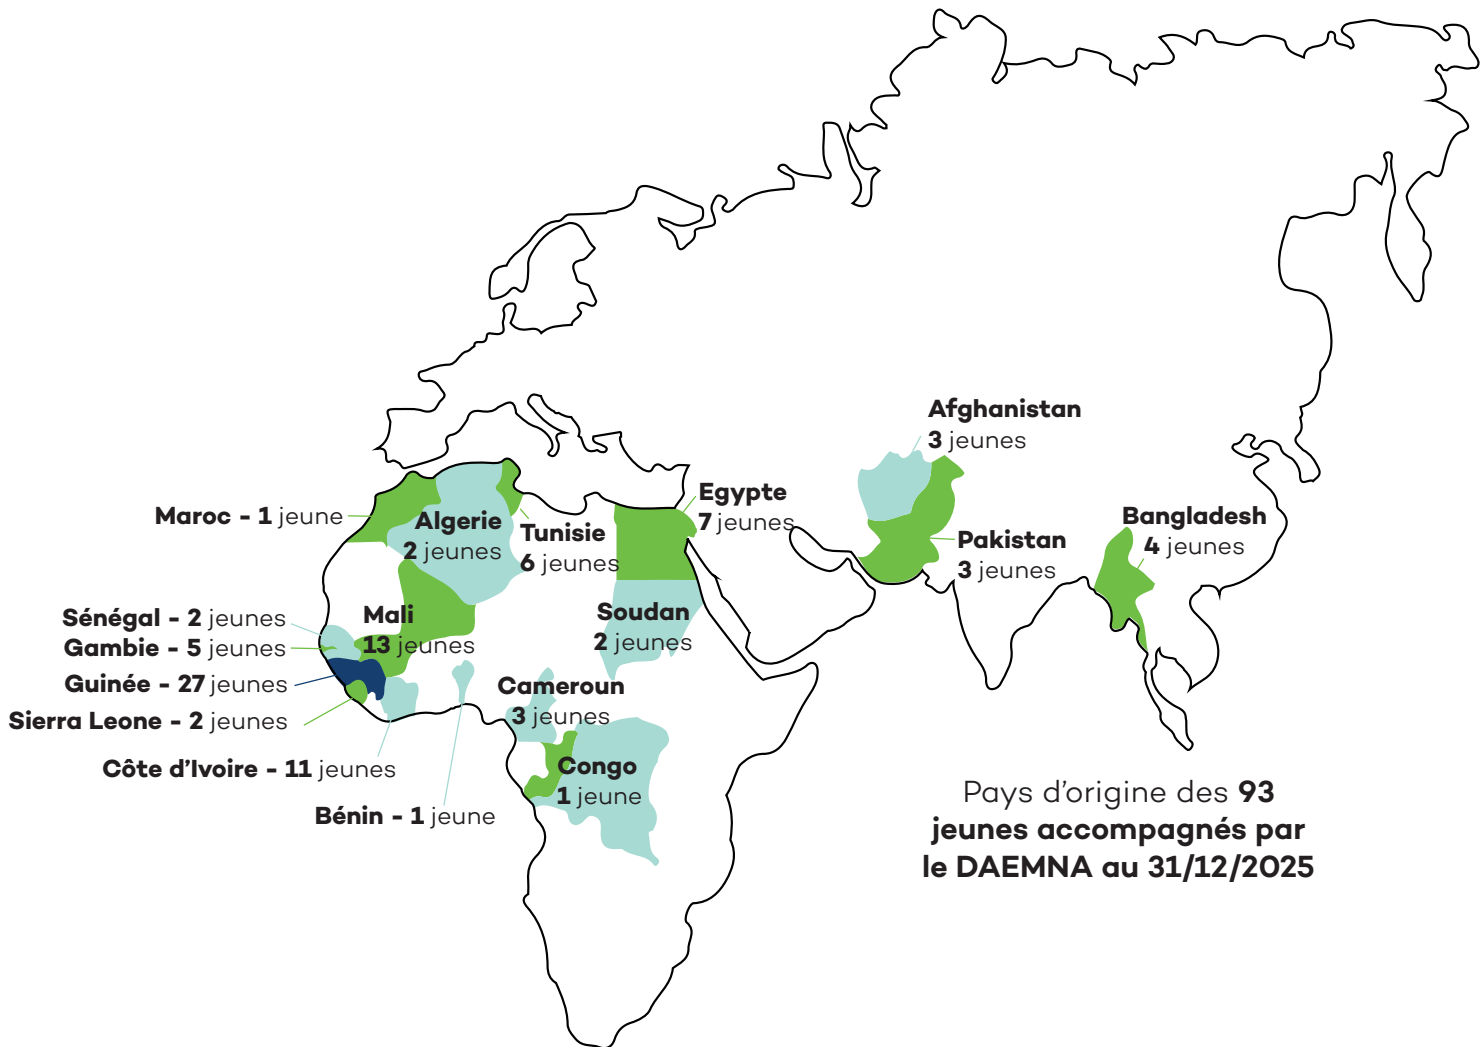 Afghanistan
3 jeunes
Egypte
7 jeunes
Maroc - 1 jeune
Algerie
2 jeunes
Tunisie
6 jeunes
Bangladesh
4 jeunes
Pakistan
3 jeunes
Sénégal - 2 jeunes
Gambie - 5 jeunes
Guinée - 27 jeunes
Sierra Leone - 2 jeunes
Mali
13 jeunes
Soudan
2 jeunes
Cameroun
3 jeunes
Côte d'Ivoire - 11 jeunes
Bénin - 1 jeune
Congo
1 jeune
Pays d'origine des 93
jeunes accompagnés par
le DAEMNA au 31/12/2025